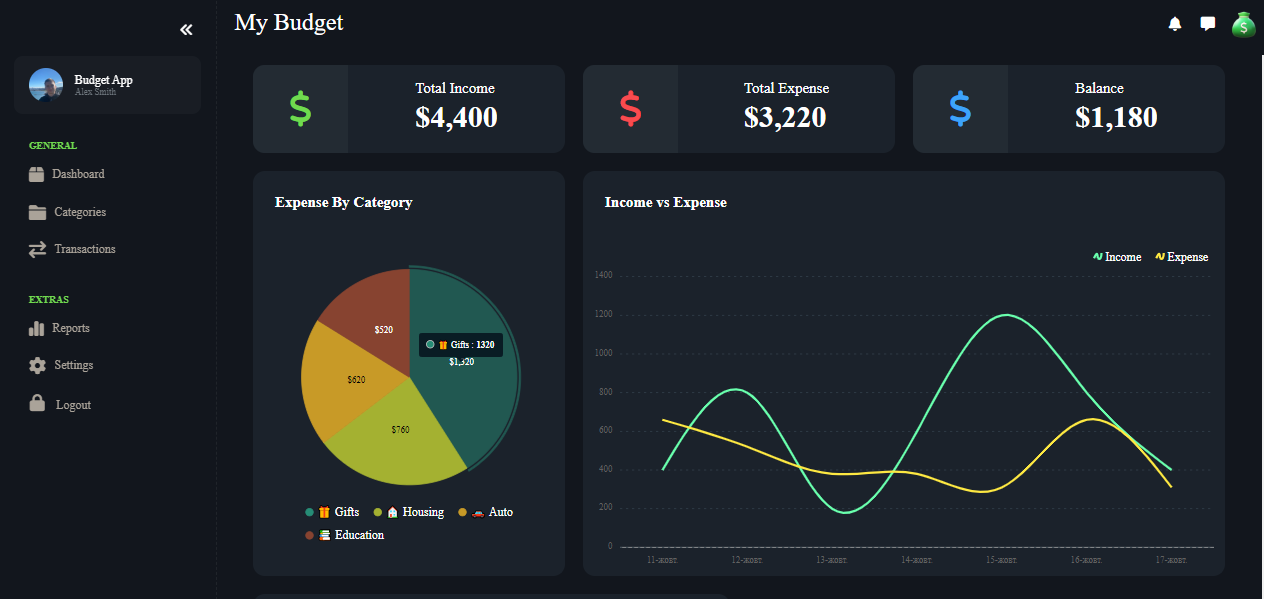 My Budget
Budget App
Alex Smith
GENERAL
Dashboard
Categories
Transactions
EXTRAS
Reports
Settings
Logout
Total Income
$4,400
Total Expense
$3,220
Balance
$1,180
Expense By Category
$520
Gifts : 1320
$1,320
$620
$760
Gifts Housing Auto
Education
Income vs Expense
Income Expense
1400
1200
1000
800
600
400
200
0
11-жовт. 12-жовт. 13-жовт. 14-жовт. 15-жовт. 16-жовт. 17-жовт.